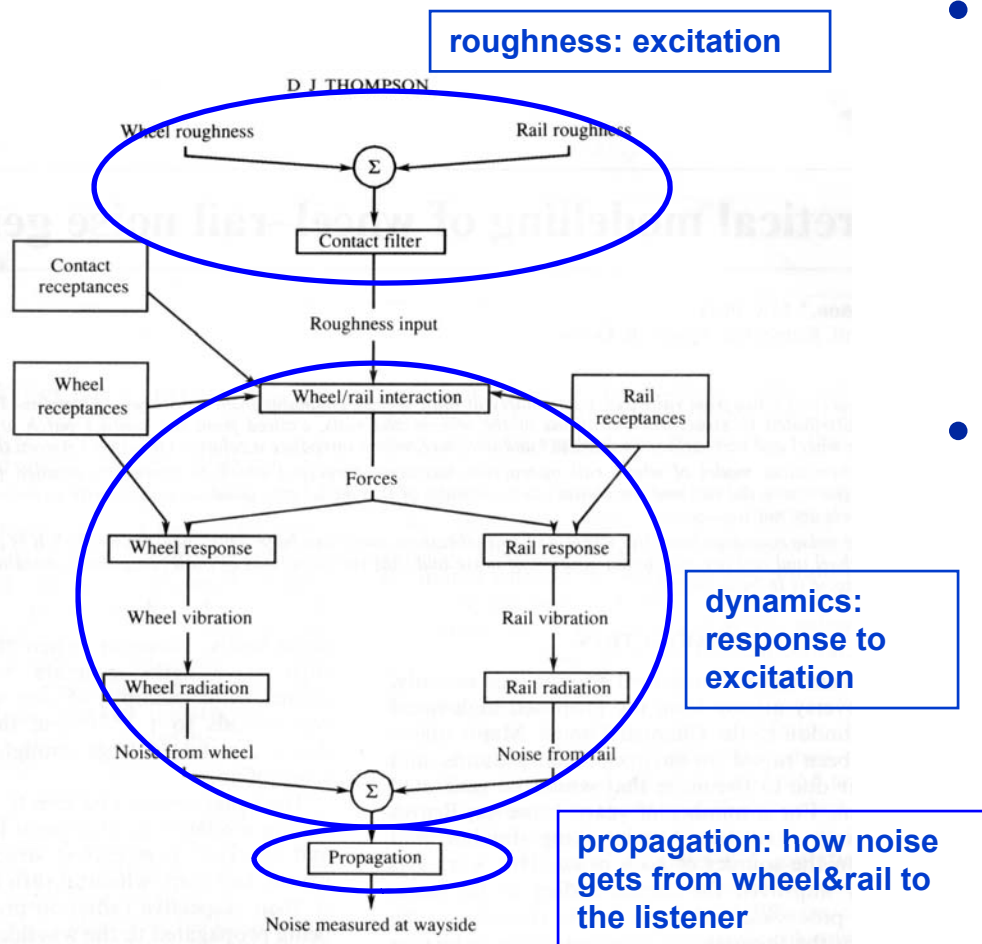 roughness: excitation
D J THOMPSON
Wheel roughness
Rail roughness
Σ
Contact filter
Contact
receptances
Roughness input
Wheel
receptances
Wheel/rail interaction
Rail
receptances
Forces
Wheel response
Rail response
dynamics:
response to
excitation
Wheel vibration
Rail vibration
Wheel radiation
Rail radiation
Noise from wheel
Noise from rail
Σ
Propagation
propagation: how noise
gets from wheel&rail to
the listener
Noise measured at wayside